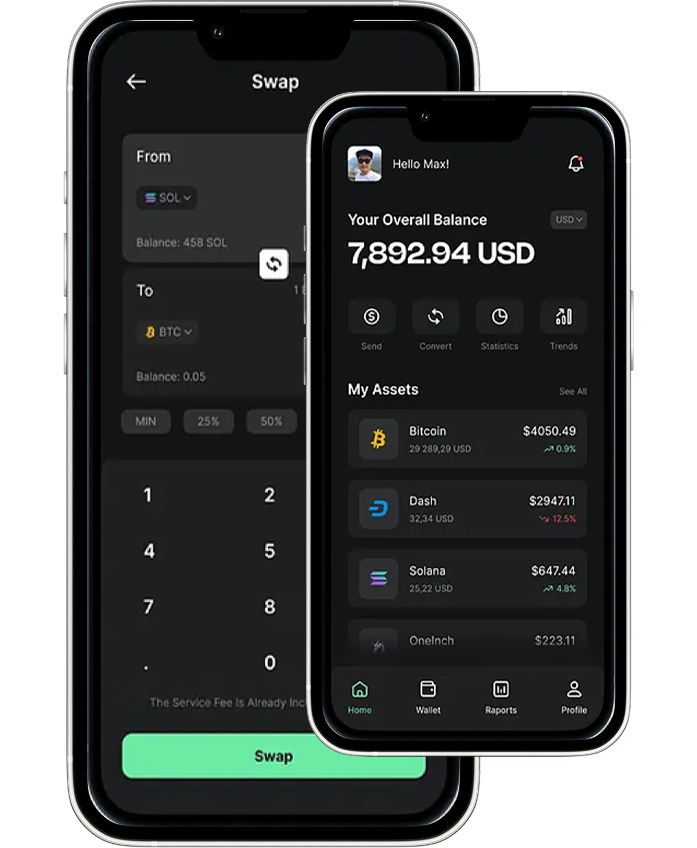 Swap
From
SOL
Balance: 458 SOL
To
1
BTC
Balance: 0.05
MIN
25%
50%
1
2
4
5
7
8
.
0
The Service Fee Is Already Inc
Swap
Hello Max!
Your Overall Balance
USD
7,892.94 USD
Send
Convert
Statistics
Trends
My Assets
See All
Bitcoin
$4050.49
29 289,29 USD
0.9%
Dash
$2947.11
32,34 USD
12.5%
Solana
$647.44
25,22 USD
4.8%
OneInch
$223.11
Home
Wallet
Raports
Profile